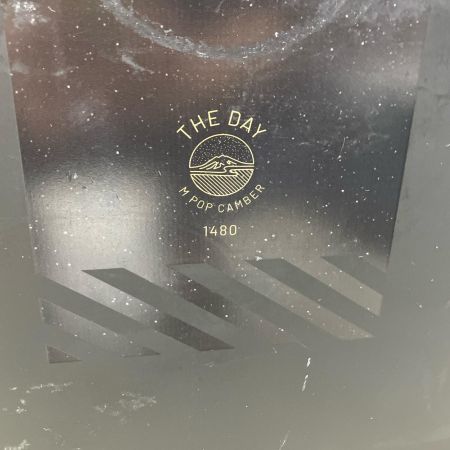 THE DAY
M POP CAMBER
1480